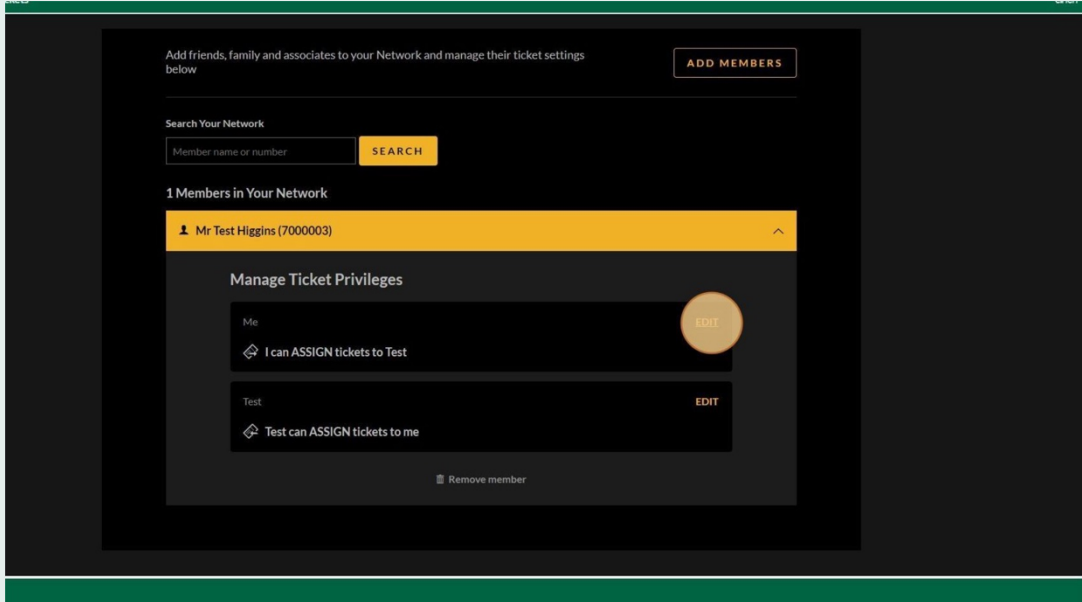 Add friends, family and associates to your Network and manage their ticket settings
below
ADD MEMBERS
Search Your Network
Member name or number
SEARCH
1 Members in Your Network
Mr Test Higgins (7000003)
Manage Ticket Privileges
Me
EDIT
I can ASSIGN tickets to Test
Test
EDIT
Test can ASSIGN tickets to me
Remove member